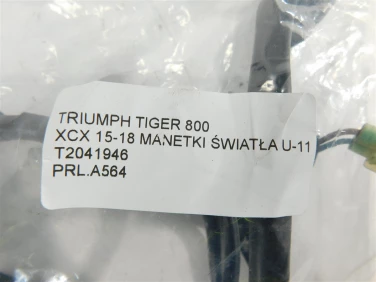 TRIUMPH TIGER 800
XCX 15-18 MANETKI ŚWIATŁA U-11
T2041946
PRL.A564